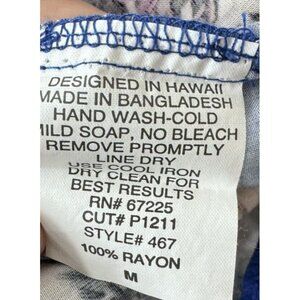 DESIGNED IN HAWAII
MADE IN BANGLADESH
HAND WASH-COLD
MILD SOAP, NO BLEACH
REMOVE PROMPTLY
LINE DRY
USE COOL IRON
DRY CLEAN FOR
BEST RESULTS
RN# 67225
CUT# P1211
STYLE# 467
100% RAYON
M